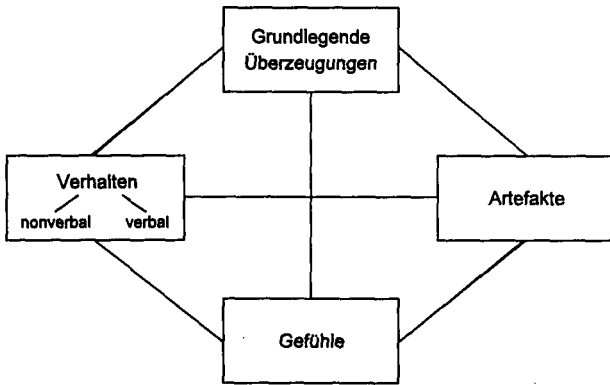 Grundlegende
Überzeugungen
Verhalten
nonverbal verbal
Artefakte
Gefühle